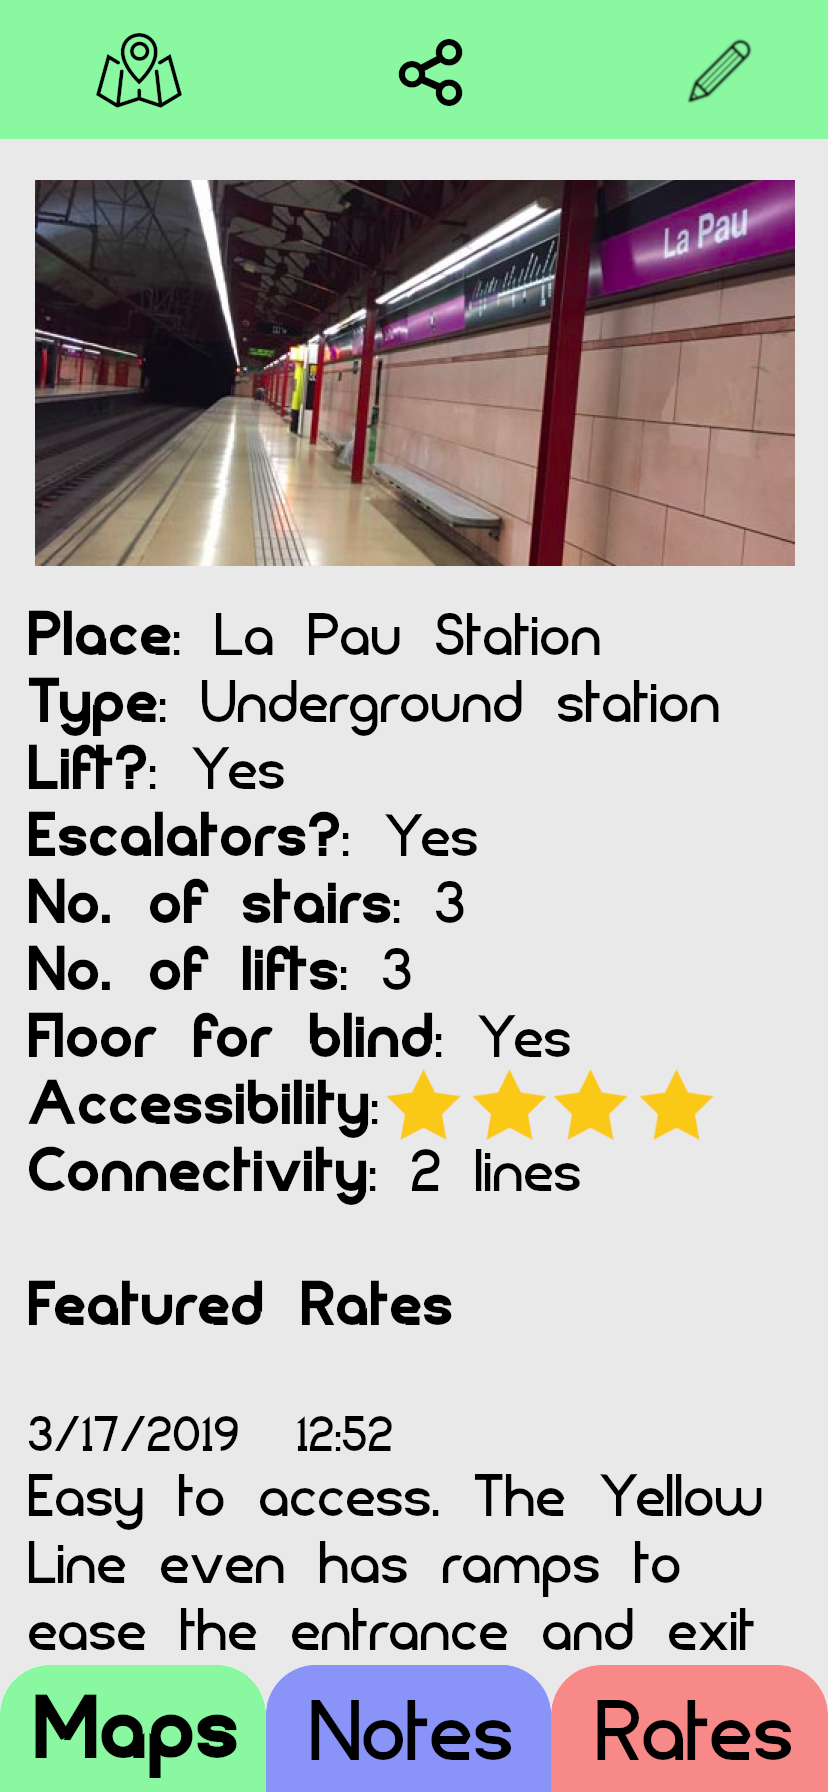 La Pau
Place: La Pau Station
Type: Underground station
Lift?: Yes
Escalators?: Yes
No. of stairs: 3
No. of lifts: 3
Floor for blind: Yes
Accessibility:
Connectivity: 2 lines
Featured Rates
3/17/2019 12:52
Easy to access. The Yellow
Line even has ramps to
ease the entrance and exit
Maps Notes Rates